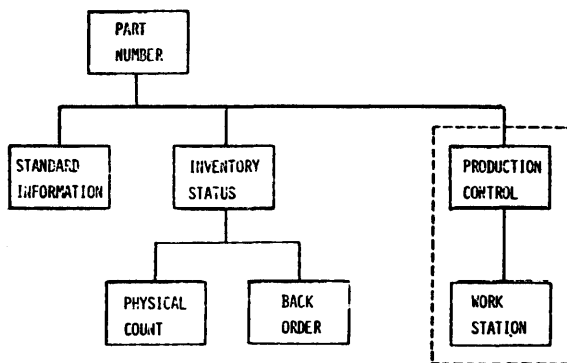 PART
NUMBER
STANDARD
INFORMATION
INVENTORY
STATUS
PRODUCTION
CONTROL
PHYSICAL
COUNT
BACK
ORDER
WORK
STATION